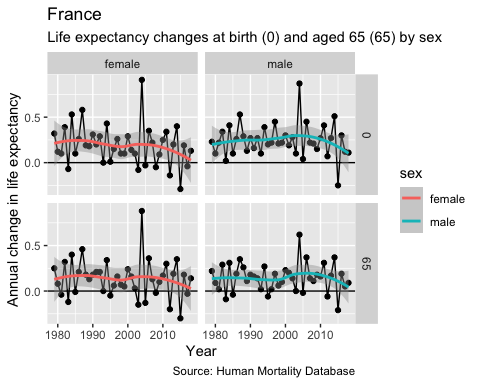 France
Life expectancy changes at birth (0) and aged 65 (65) by sex
female
male
Annual change in life expectancy
0.5
0.0
0
0.5
0.0
65
1980 1990 2000 2010
1980 1990 2000 2010
Year
sex
female
male
Source: Human Mortality Database